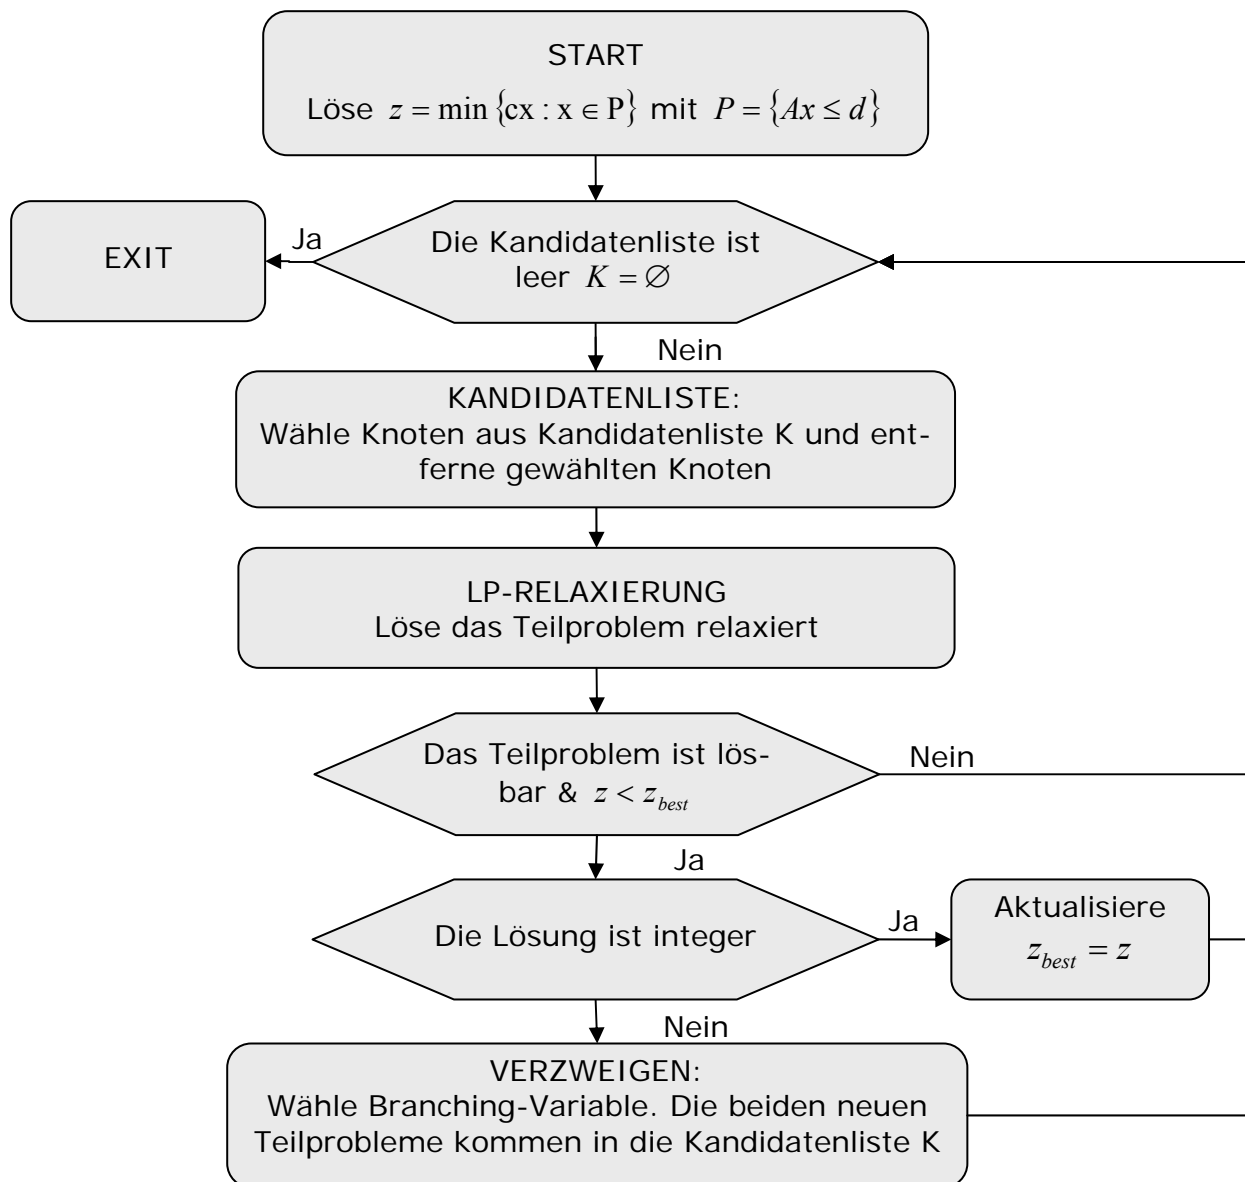 START
Löse z = min {cx : x ∈ P} mit P = {Ax ≤ d}
EXIT
Ja
Die Kandidatenliste ist
leer K = ∅
Nein
KANDIDATENLISTE:
Wähle Knoten aus Kandidatenliste K und ent-
ferne gewählten Knoten
LP-RELAXIERUNG
Löse das Teilproblem relaxiert
Das Teilproblem ist lös-
bar & z < z_best
Nein
Ja
Die Lösung ist integer
Ja
Aktualisiere
z_best = z
Nein
VERZWEIGEN:
Wähle Branching-Variable. Die beiden neuen
Teilprobleme kommen in die Kandidatenliste K